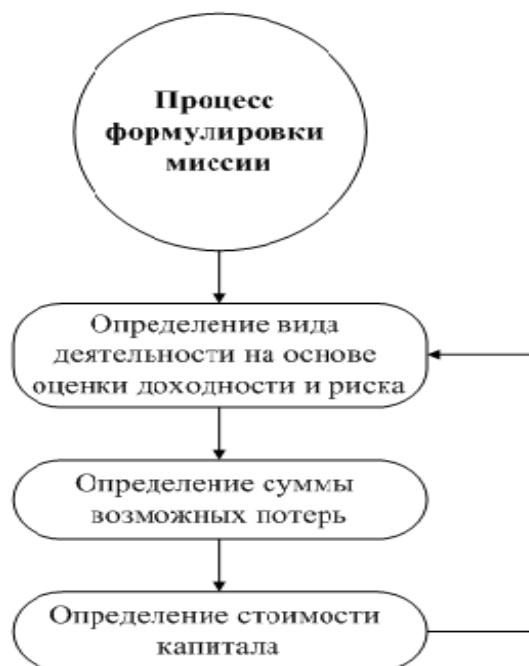 Процесс
формулировки
миссии
Определение вида
деятельности на основе
оценки доходности и риска
Определение суммы
возможных потерь
Определение стоимости
капитала